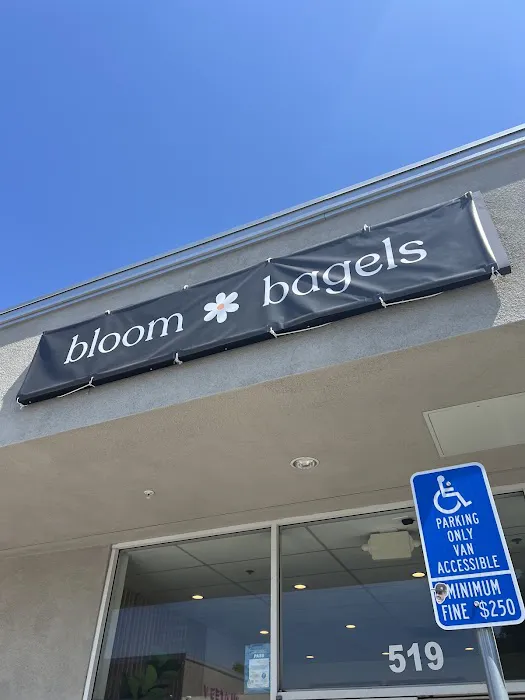 bloom bagels
PARKING
ONLY
VAN
ACCESSIBLE
MINIMUM
FINE $250
519